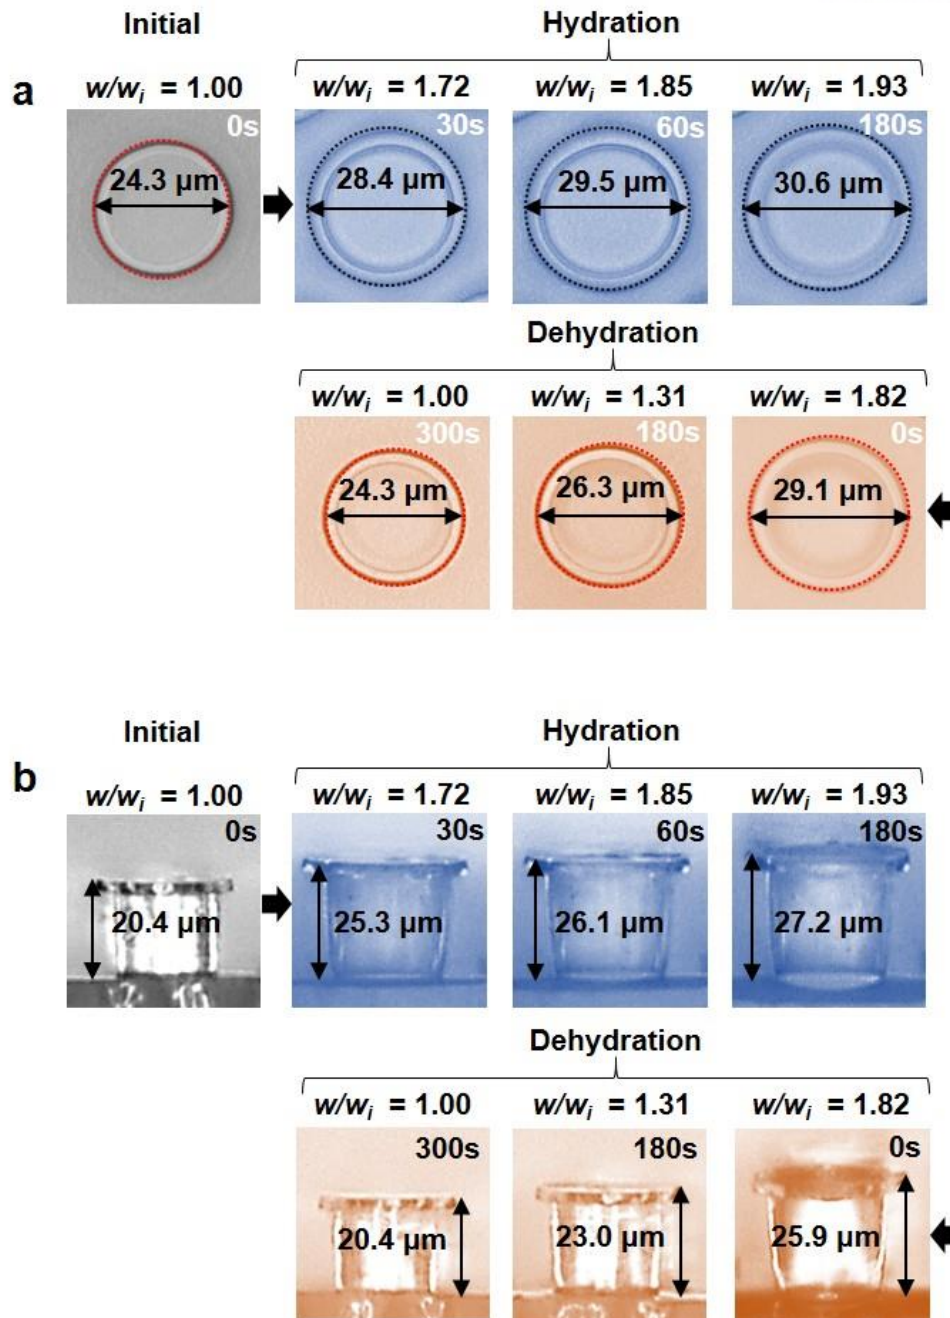 Initial
Hydration
a
w/wi = 1.00
w/wi = 1.72
w/wi = 1.85
w/wi = 1.93
0s
30s
60s
180s
24.3 µm
28.4 µm
29.5 µm
30.6 µm
Dehydration
w/wi = 1.00
w/wi = 1.31
w/wi = 1.82
300s
180s
0s
24.3 µm
26.3 µm
29.1 µm
Initial
Hydration
b
w/wi = 1.00
w/wi = 1.72
w/wi = 1.85
w/wi = 1.93
0s
30s
60s
180s
20.4 µm
25.3 µm
26.1 µm
27.2 µm
Dehydration
w/wi = 1.00
w/wi = 1.31
w/wi = 1.82
300s
180s
0s
20.4 µm
23.0 µm
25.9 µm